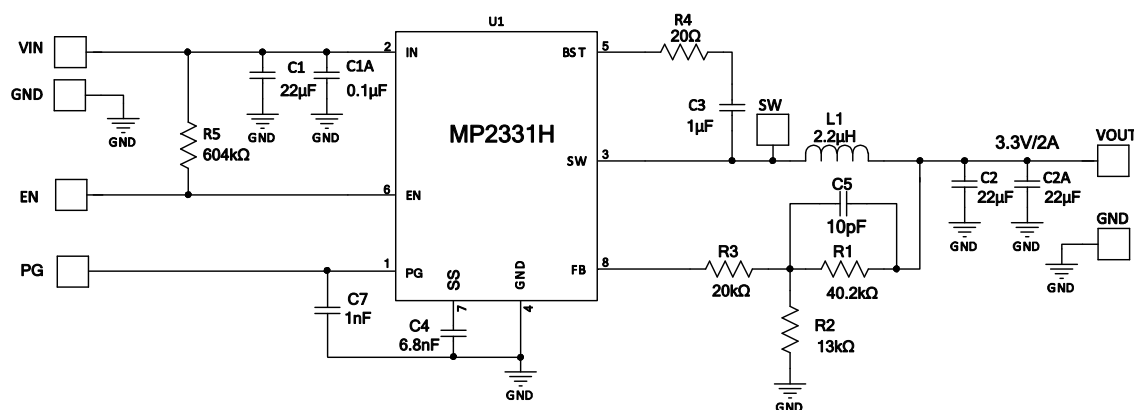 U1
VIN
GND
GND
R5
604kΩ
C1
22µF
GND
C1A
0.1µF
GND
EN
PG
C7
1nF
2
IN
6
EN
1
PG
MP2331H
BST
5
SW
3
FB
8
SS
7
GND
4
C4
6.8nF
GND
R4
20Ω
C3
1µF
SW
L1
2.2µH
3.3V/2A
VOUT
C5
10pF
R3
20kΩ
R1
40.2kΩ
R2
13kΩ
GND
C2
22µF
GND
C2A
22µF
GND
GND
GND